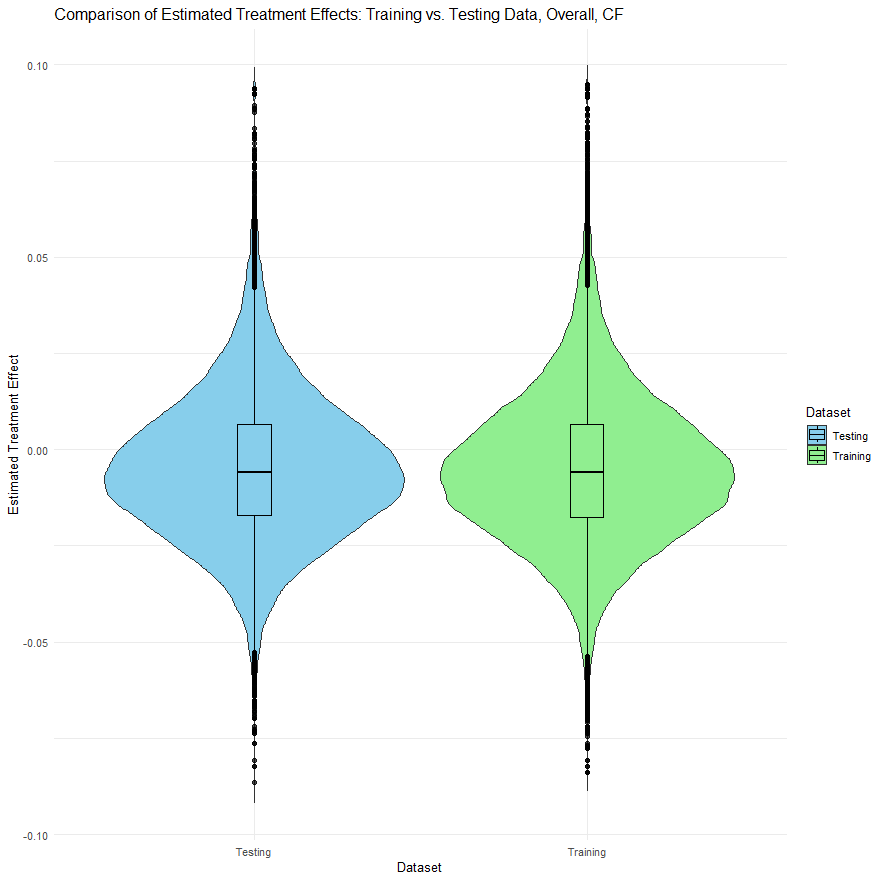 Comparison of Estimated Treatment Effects: Training vs. Testing Data, Overall, CF
Estimated Treatment Effect
0.10
0.05
0.00
-0.05
-0.10
Testing
Training
Dataset
Dataset
Testing
Training